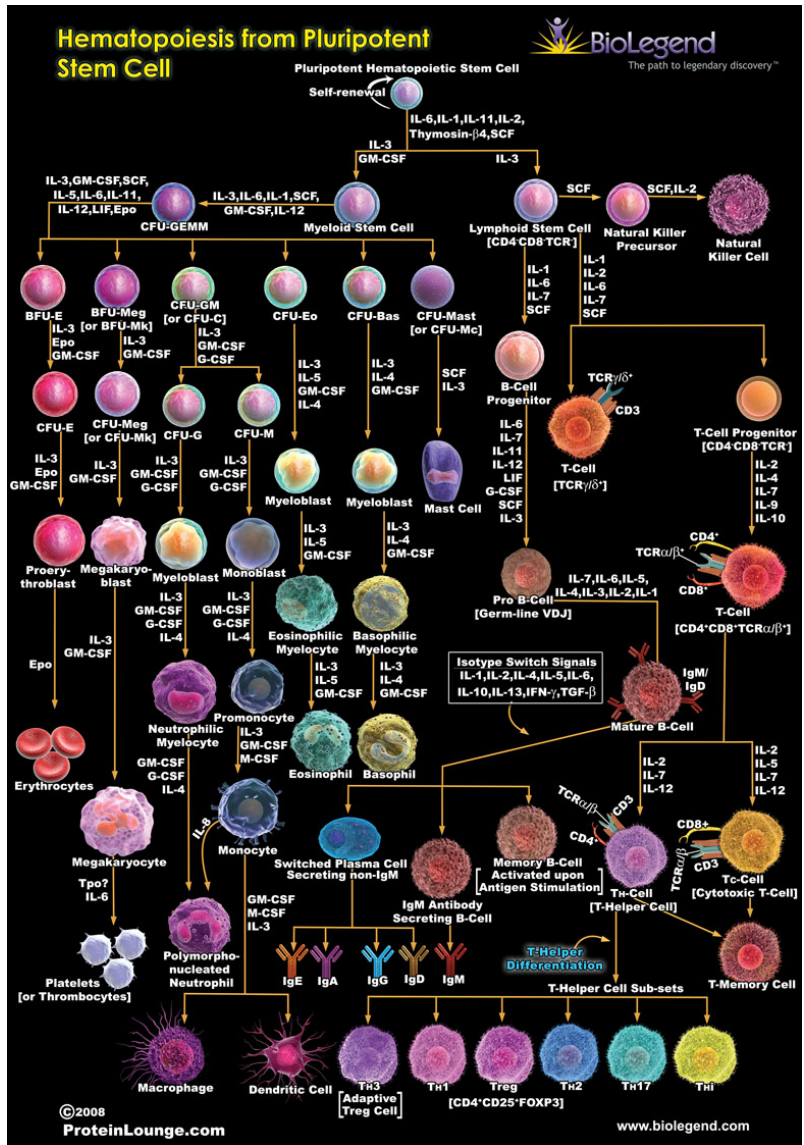 Hematopoiesis from Pluripotent
Stem Cell
BioLegend
The path to legendary discovery™
Pluripotent Hematopoietic Stem Cell
Self-renewal
IL-6,IL-1,IL-11,IL-2,
Thymosin-β4,SCF
IL-3
GM-CSF
IL-3
IL-3,GM-CSF,SCF,
IL-5,IL-6,IL-11,
IL-12,LIF,Epo
CFU-GEMM
IL-3,IL-6,IL-1,SCF,
GM-CSF,IL-12
Myeloid Stem Cell
Lymphoid Stem Cell
[CD4-CD8-TCR-]
SCF
Natural Killer
Precursor
SCF,IL-2
Natural
Killer Cell
BFU-E
BFU-Meg
[or BFU-Mk]
CFU-GM
[or CFU-C]
CFU-Eo
CFU-Bas
CFU-Mast
[or CFU-Mc]
IL-1
IL-6
IL-7
SCF
IL-1
IL-2
IL-6
IL-7
SCF
IL-3
Epo
GM-CSF
IL-3
GM-CSF
IL-3
GM-CSF
G-CSF
IL-3
IL-5
GM-CSF
IL-4
IL-3
IL-4
GM-CSF
SCF
IL-3
B-Cell
Progenitor
TCRγ/δ+
CD3
T-Cell
[TCRγ/δ+]
T-Cell Progenitor
[CD4-CD8-TCR-]
CFU-E
CFU-Meg
[or CFU-Mk]
CFU-G
CFU-M
IL-3
Epo
GM-CSF
IL-3
GM-CSF
IL-3
GM-CSF
G-CSF
IL-3
GM-CSF
G-CSF
Myeloblast
Myeloblast
Mast Cell
IL-6
IL-7
IL-11
IL-12
LIF
G-CSF
SCF
IL-3
IL-2
IL-4
IL-7
IL-9
IL-10
Proery-
throblast
Megakaryo-
blast
Myeloblast
Monoblast
IL-3
IL-5
GM-CSF
IL-3
IL-4
GM-CSF
Pro B-Cell
[Germ-line VDJ]
IL-7,IL-6,IL-5,
IL-4,IL-3,IL-2,IL-1
CD4+
TCRα/β+
CD8+
T-Cell
[CD4+CD8+TCRα/β+]
Epo
IL-3
GM-CSF
IL-3
GM-CSF
G-CSF
IL-4
IL-3
GM-CSF
G-CSF
IL-4
Eosinophilic
Myelocyte
Basophilic
Myelocyte
IL-3
IL-5
GM-CSF
IL-3
IL-4
GM-CSF
Isotype Switch Signals
IL-1,IL-2,IL-4,IL-5,IL-6,
IL-10,IL-13,IFN-γ,TGF-β
IgM/
IgD
Mature B-Cell
Neutrophilic
Myelocyte
Promonocyte
Eosinophil
Basophil
Erythrocytes
GM-CSF
G-CSF
IL-4
IL-3
GM-CSF
M-CSF
IL-8
Monocyte
Megakaryocyte
Switched Plasma Cell
Secreting non-IgM
IgM Antibody
Secreting B-Cell
Memory B-Cell
[Activated upon
Antigen Stimulation]
IL-2
IL-7
IL-12
TCRα/β
CD3
CD4+
TH-Cell
[T-Helper Cell]
IL-2
IL-5
IL-7
IL-12
CD8+
TCRα/β
CD3
TC-Cell
[Cytotoxic T-Cell]
Tpo?
IL-6
Platelets
[or Thrombocytes]
Polymorpho-
nucleated
Neutrophil
GM-CSF
M-CSF
IL-3
IgE
IgA
IgG
IgD
IgM
T-Helper
Differentiation
T-Memory Cell
T-Helper Cell Sub-sets
Macrophage
Dendritic Cell
TH3
[Adaptive
Treg Cell]
TH1
Treg
[CD4+CD25+FOXP3]
TH2
TH17
THi
©2008
ProteinLounge.com
www.biolegend.com